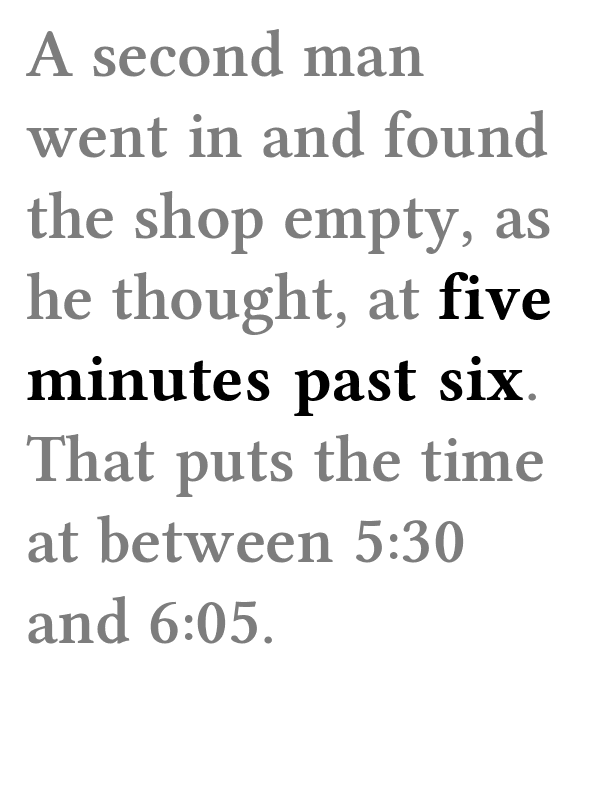 A second man
went in and found
the shop empty, as
he thought, at five
minutes past six.
That puts the time
at between 5:30
and 6:05.